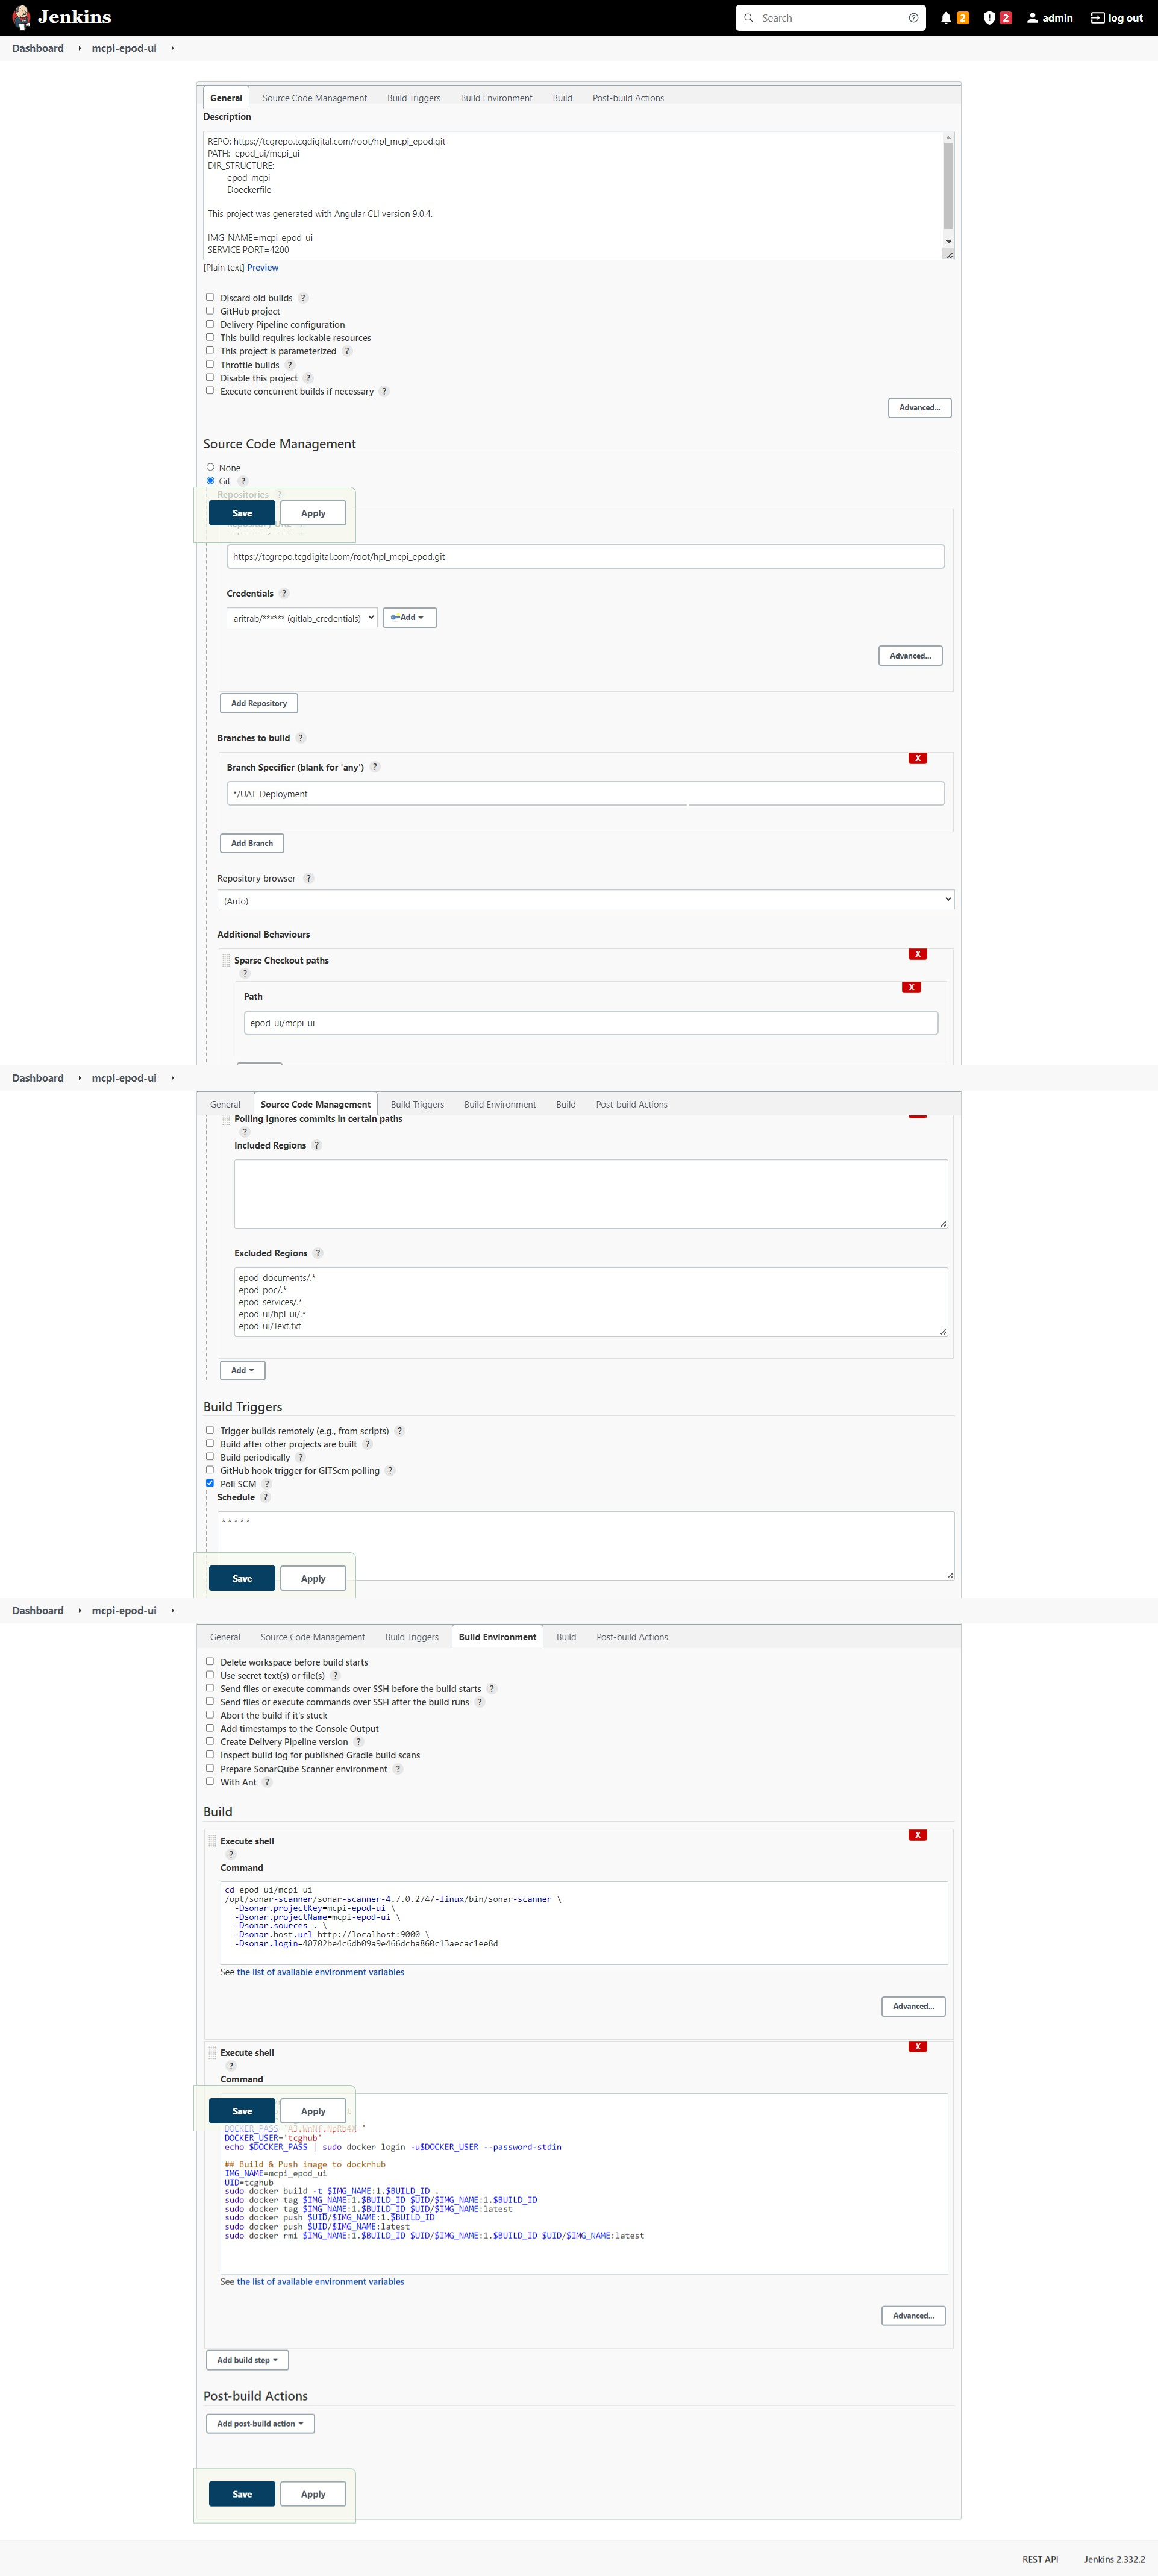 Jenkins
Search
2
2
admin
log out
Dashboard
mcpi-epod-ui
General
Source Code Management
Build Triggers
Build Environment
Build
Post-build Actions
Description
REPO: https://tcgrepo.tcgdigital.com/root/hpl_mcpi_epod.git
PATH: epod_ui/mcpi_ui
DIR_STRUCTURE:
epod-mcpi
Doeckerfile
This project was generated with Angular CLI version 9.0.4.
IMG_NAME=mcpi_epod_ui
SERVICE PORT=4200
[Plain text] Preview
Discard old builds ?
GitHub project
Delivery Pipeline configuration
This build requires lockable resources
This project is parameterized ?
Throttle builds ?
Disable this project ?
Execute concurrent builds if necessary ?
Advanced...
Source Code Management
None
Git ?
Repositories ?
Save
Apply
Repository URL
https://tcgrepo.tcgdigital.com/root/hpl_mcpi_epod.git
Credentials ?
aritrab/****** (gitlab_credentials)
Add
Advanced...
Add Repository
Branches to build ?
X
Branch Specifier (blank for 'any') ?
*/UAT_Deployment
Add Branch
Repository browser ?
(Auto)
Additional Behaviours
X
Sparse Checkout paths
?
X
Path
epod_ui/mcpi_ui
Dashboard
mcpi-epod-ui
General
Source Code Management
Build Triggers
Build Environment
Build
Post-build Actions
Polling ignores commits in certain paths
?
Included Regions ?
Excluded Regions ?
epod_documents/.*
epod_poc/.*
epod_services/.*
epod_ui/hpl_ui/.*
epod_ui/Text.txt
Add
Build Triggers
Trigger builds remotely (e.g., from scripts) ?
Build after other projects are built ?
Build periodically ?
GitHub hook trigger for GITScm polling ?
Poll SCM ?
Schedule ?
* * * * *
Save
Apply
Dashboard
mcpi-epod-ui
General
Source Code Management
Build Triggers
Build Environment
Build
Post-build Actions
Delete workspace before build starts
Use secret text(s) or file(s) ?
Send files or execute commands over SSH before the build starts ?
Send files or execute commands over SSH after the build runs ?
Abort the build if it's stuck
Add timestamps to the Console Output
Create Delivery Pipeline version ?
Inspect build log for published Gradle build scans
Prepare SonarQube Scanner environment ?
With Ant ?
Build
X
Execute shell
?
Command
cd epod_ui/mcpi_ui
/opt/sonar-scanner/sonar-scanner-4.7.0.2747-linux/bin/sonar-scanner \
-Dsonar.projectKey=mcpi-epod-ui \
-Dsonar.projectName=mcpi-epod-ui \
-Dsonar.sources=. \
-Dsonar.host.url=http://localhost:9000 \
-Dsonar.login=40702be4c6db09a9e466dcba860c13aecac1ee8d
See the list of available environment variables
Advanced...
X
Execute shell
?
Command
Save
Apply
DOCKER_USER='tcghub'
echo $DOCKER_PASS | sudo docker login -u$DOCKER_USER --password-stdin
## Build & Push image to dockrhub
IMG_NAME=mcpi_epod_ui
UID=tcghub
sudo docker build -t $IMG_NAME:1.$BUILD_ID .
sudo docker tag $IMG_NAME:1.$BUILD_ID $UID/$IMG_NAME:1.$BUILD_ID
sudo docker tag $IMG_NAME:1.$BUILD_ID $UID/$IMG_NAME:latest
sudo docker push $UID/$IMG_NAME:1.$BUILD_ID
sudo docker push $UID/$IMG_NAME:latest
sudo docker rmi $IMG_NAME:1.$BUILD_ID $UID/$IMG_NAME:1.$BUILD_ID $UID/$IMG_NAME:latest
See the list of available environment variables
Advanced...
Add build step
Post-build Actions
Add post-build action
Save
Apply
REST API
Jenkins 2.332.2